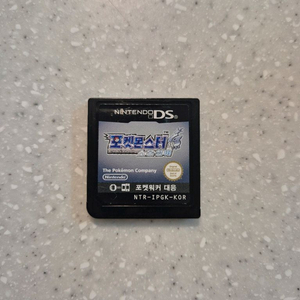 NINTENDO DS
포켓몬스터
The Pokémon Company
Nintendo
포켓워커 대응
NTR-IPGK-KOR